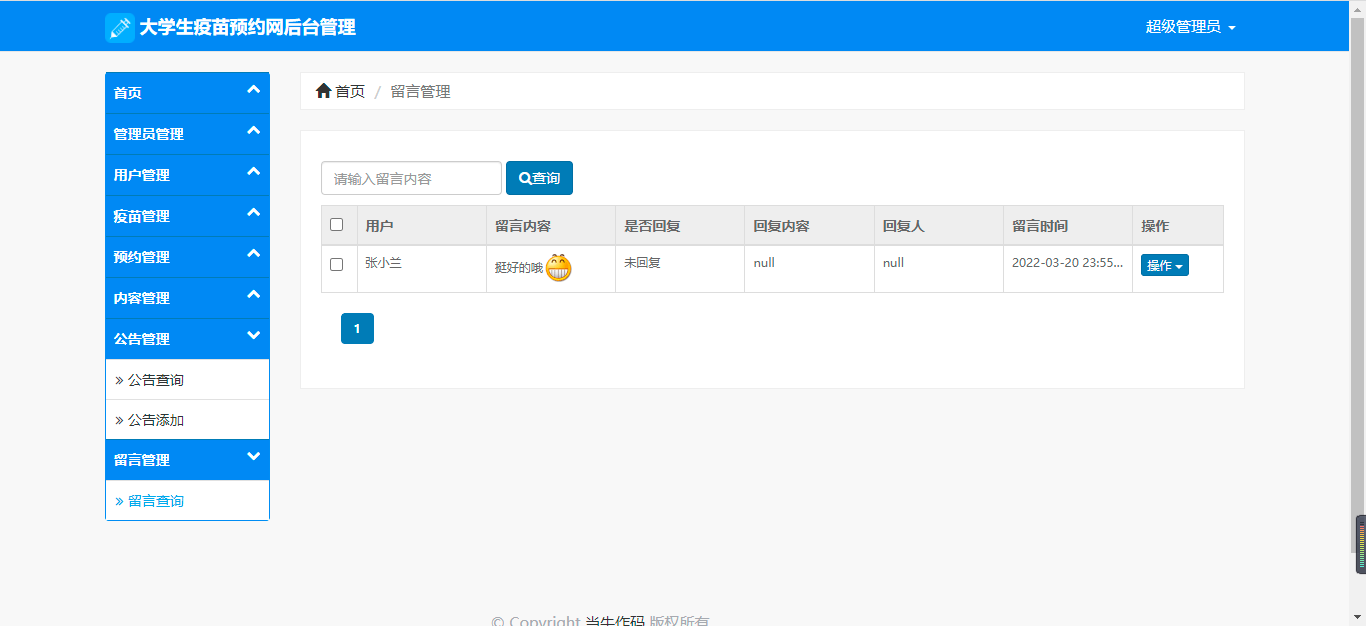 大学生疫苗预约网后台管理
超级管理员
首页
管理员管理
用户管理
疫苗管理
预约管理
内容管理
公告管理
» 公告查询
» 公告添加
留言管理
» 留言查询
首页 / 留言管理
请输入留言内容 查询
用户 留言内容 是否回复 回复内容 回复人 留言时间 操作
张小兰 挺好的哦 未回复 null null 2022-03-20 23:55... 操作
1
© Copyright 当牛作码 版权所有